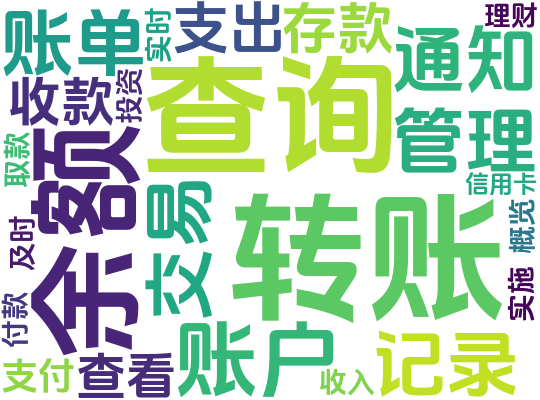 账单
实时
支出
存款
理财
收款
投资
查询
通知
管理
取款
余额
交易
转账
信用卡
概览
及时
实施
付款
账户
记录
支付
查看
收入